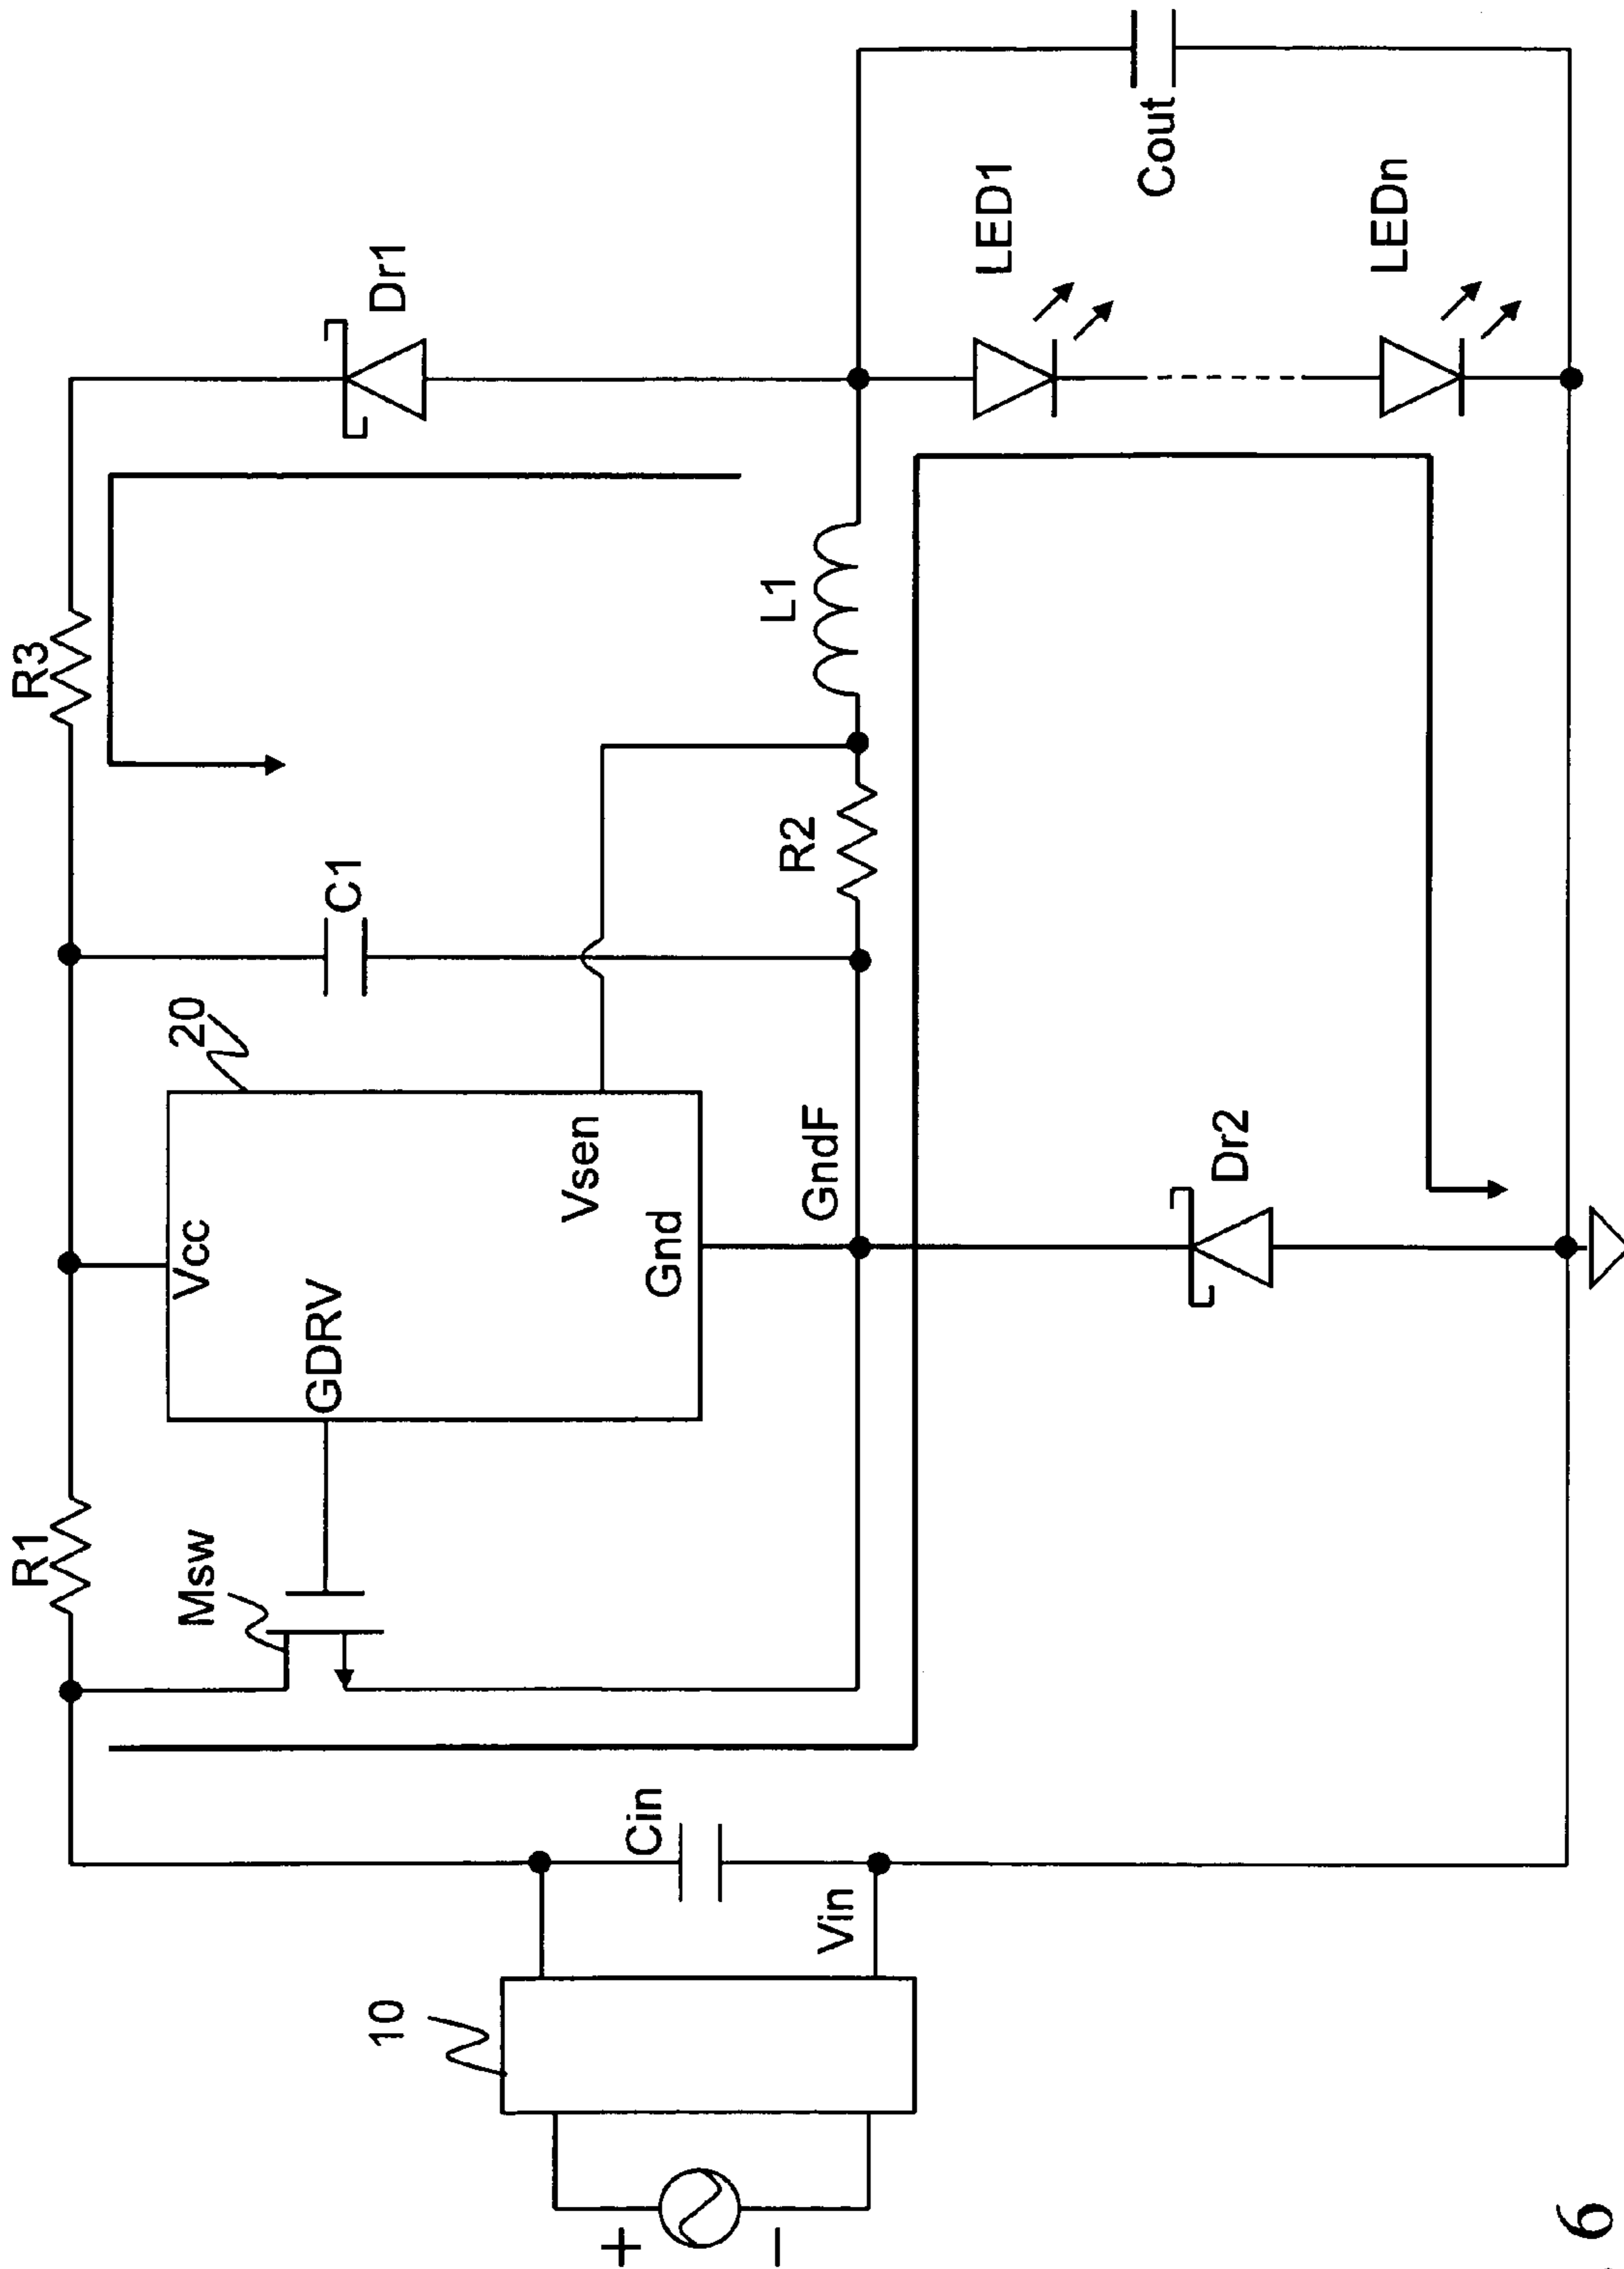 R1
R3
Msw
20
C1
Dr1
Vcc
GDRV
Vsen
Gnd
10
Cin
Vin
GndF
R2
L1
LED1
LEDn
Cout
Dr2
+
−
6